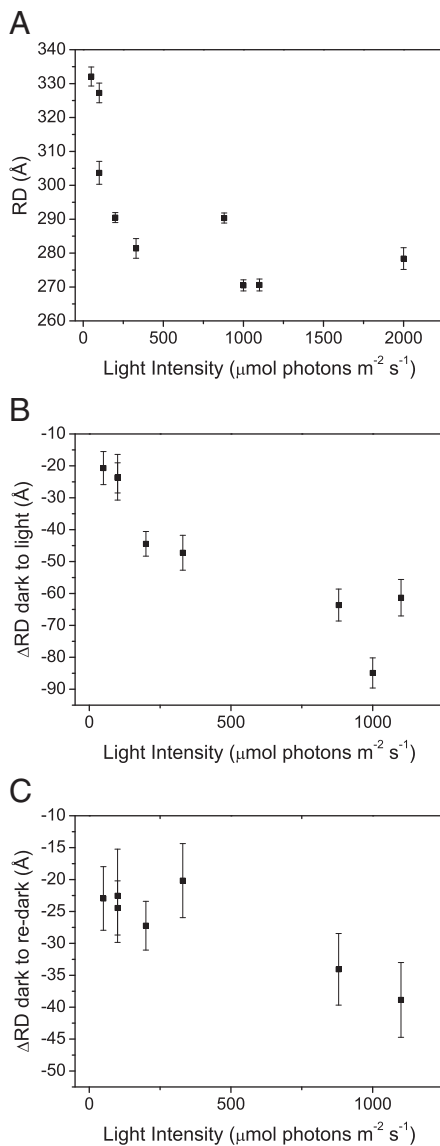 A
340
330
320
310
300
290
280
270
260
RD (Å)
0 500 1000 1500 2000
Light Intensity (μmol photons m⁻² s⁻¹)
B
-10
-20
-30
-40
-50
-60
-70
-80
-90
ΔRD dark to light (Å)
0 500 1000
Light Intensity (μmol photons m⁻² s⁻¹)
C
-10
-15
-20
-25
-30
-35
-40
-45
-50
ΔRD dark to re-dark (Å)
0 500 1000
Light Intensity (μmol photons m⁻² s⁻¹)